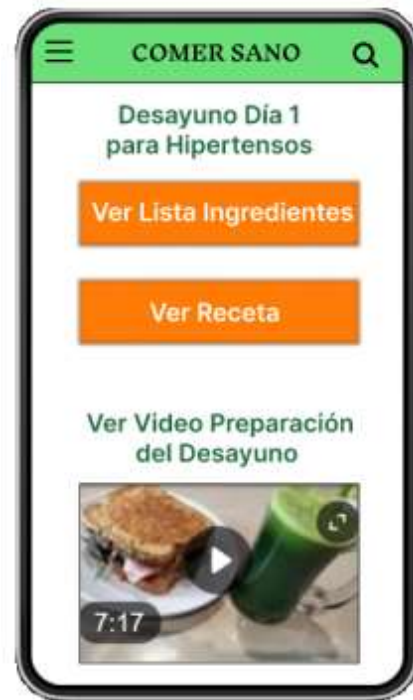 COMER SANO
Desayuno Día 1
para Hipertensos
Ver Lista Ingredientes
Ver Receta
Ver Video Preparación
del Desayuno
7:17